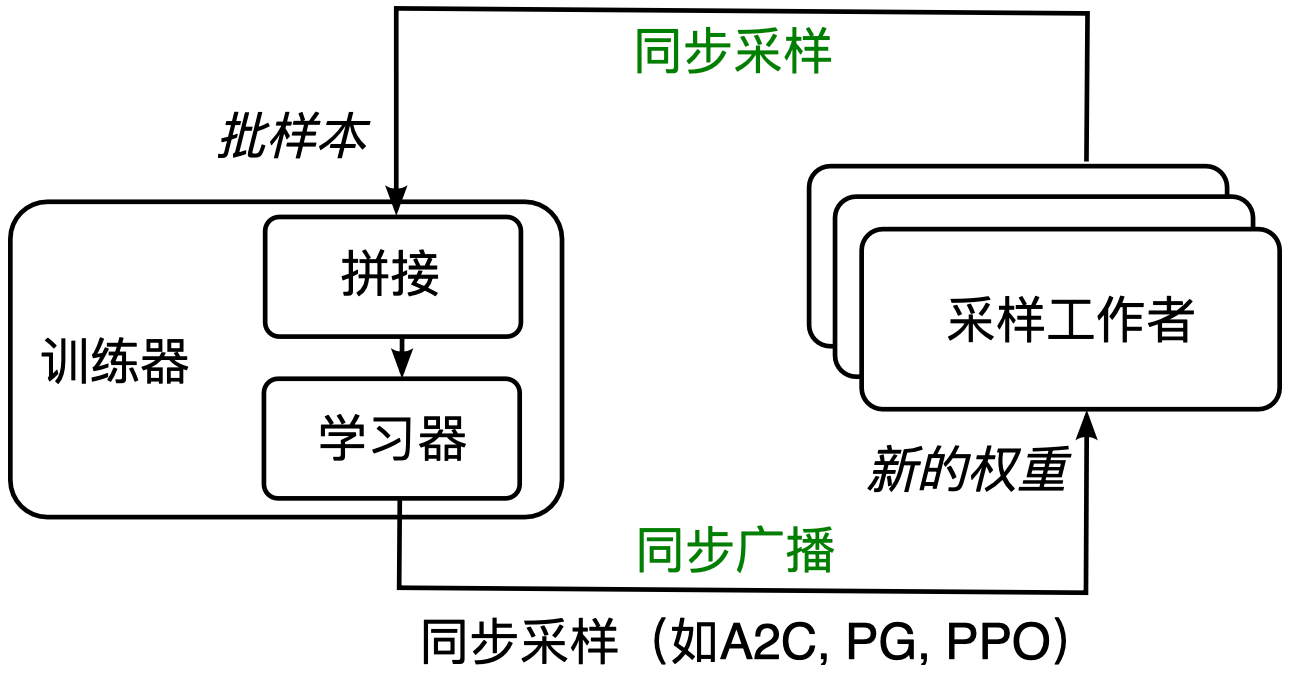 同步采样
批样本
拼接
训练器
学习器
采样工作者
新的权重
同步广播
同步采样（如A2C, PG, PPO）